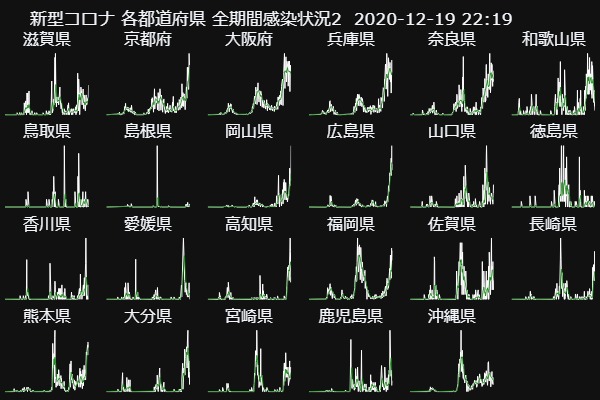 新型コロナ 各都道府県 全期間感染状況2 2020-12-19 22:19
滋賀県 京都府 大阪府 兵庫県 奈良県 和歌山県
鳥取県 島根県 岡山県 広島県 山口県 徳島県
香川県 愛媛県 高知県 福岡県 佐賀県 長崎県
熊本県 大分県 宮崎県 鹿児島県 沖縄県